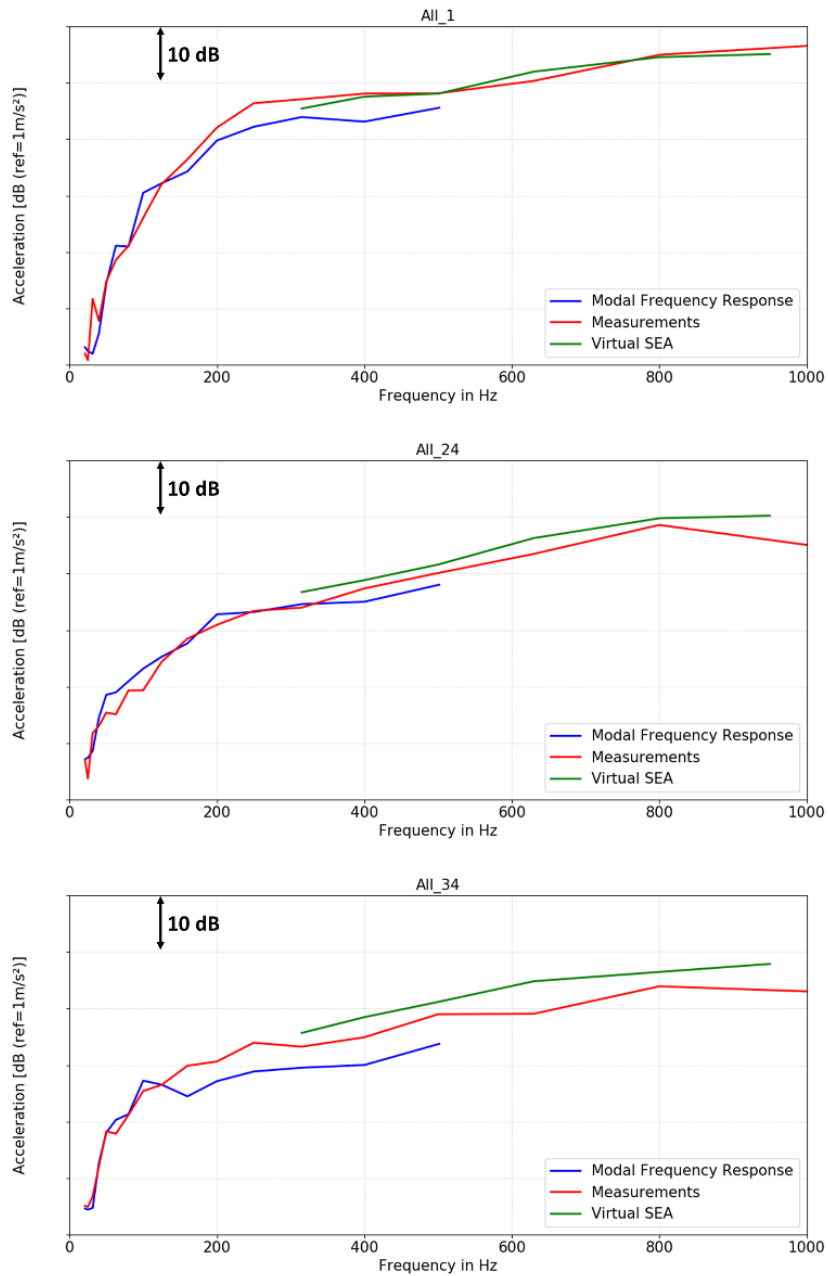 All_1
10 dB
Acceleration [dB (ref=1m/s²)]
Modal Frequency Response
Measurements
Virtual SEA
0 200 400 600 800 1000
Frequency in Hz
All_24
10 dB
Acceleration [dB (ref=1m/s²)]
Modal Frequency Response
Measurements
Virtual SEA
0 200 400 600 800 1000
Frequency in Hz
All_34
10 dB
Acceleration [dB (ref=1m/s²)]
Modal Frequency Response
Measurements
Virtual SEA
0 200 400 600 800 1000
Frequency in Hz